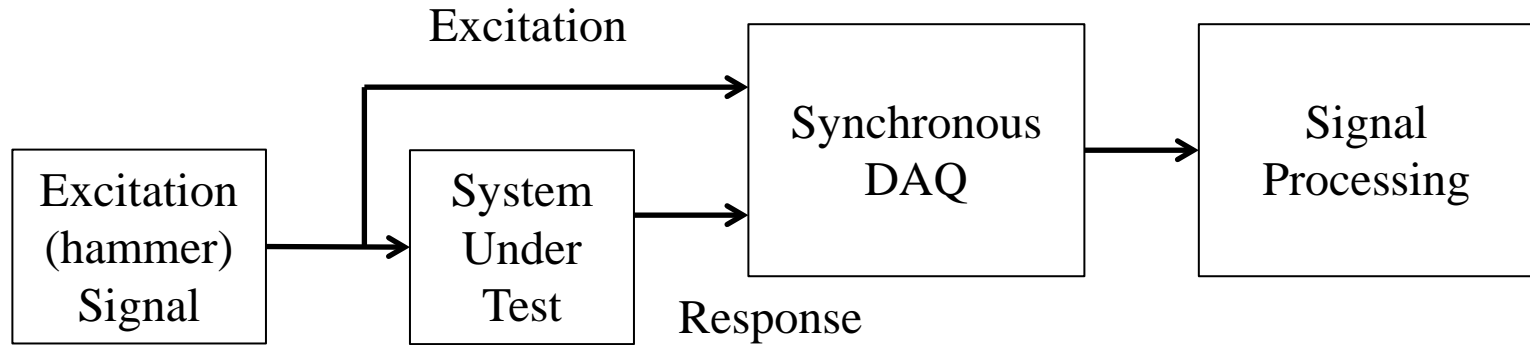 Excitation
Excitation
(hammer)
Signal
System
Under
Test
Response
Synchronous
DAQ
Signal
Processing